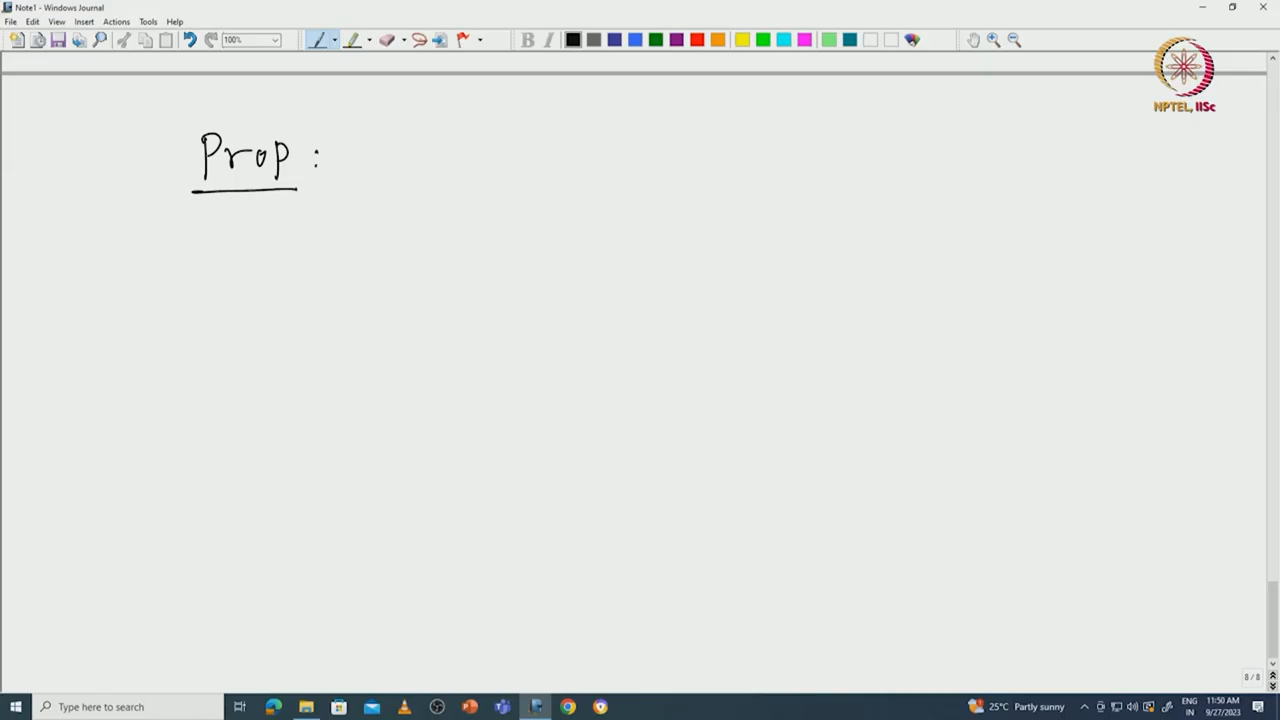 Note1 - Windows Journal
File Edit View Insert Actions Tools Help
100%
B I
NPTEL, IISc
Prop :
8 / 8
Type here to search
25°C Partly sunny
ENG
IN
11:50 AM
9/27/2023